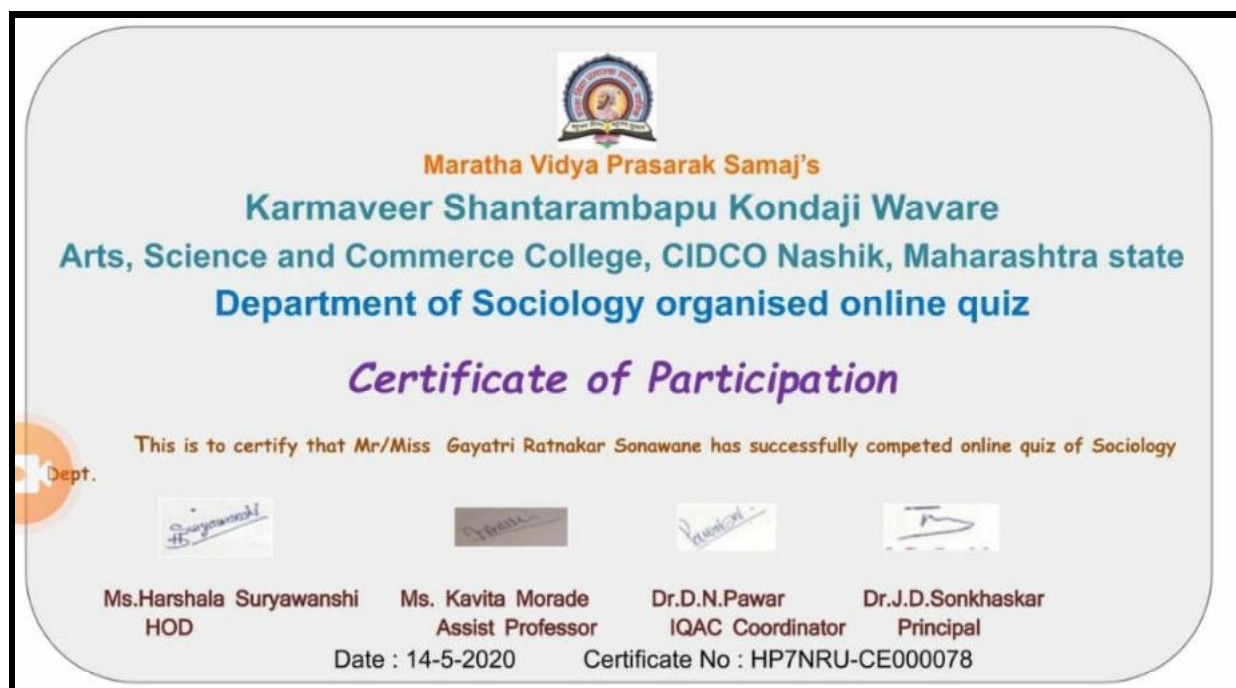 Maratha Vidya Prasarak Samaj's
Karmaveer Shantarambapu Kondaji Wavare
Arts, Science and Commerce College, CIDCO Nashik, Maharashtra state
Department of Sociology organised online quiz
Certificate of Participation
This is to certify that Mr/Miss Gayatri Ratnakar Sonawane has successfully competed online quiz of Sociology
Dept.
Suryawanshi
Ms.Harshala Suryawanshi Ms. Kavita Morade Dr.D.N.Pawar Dr.J.D.Sonkhaskar
HOD Assist Professor IQAC Coordinator Principal
Date : 14-5-2020 Certificate No : HP7NRU-CE000078